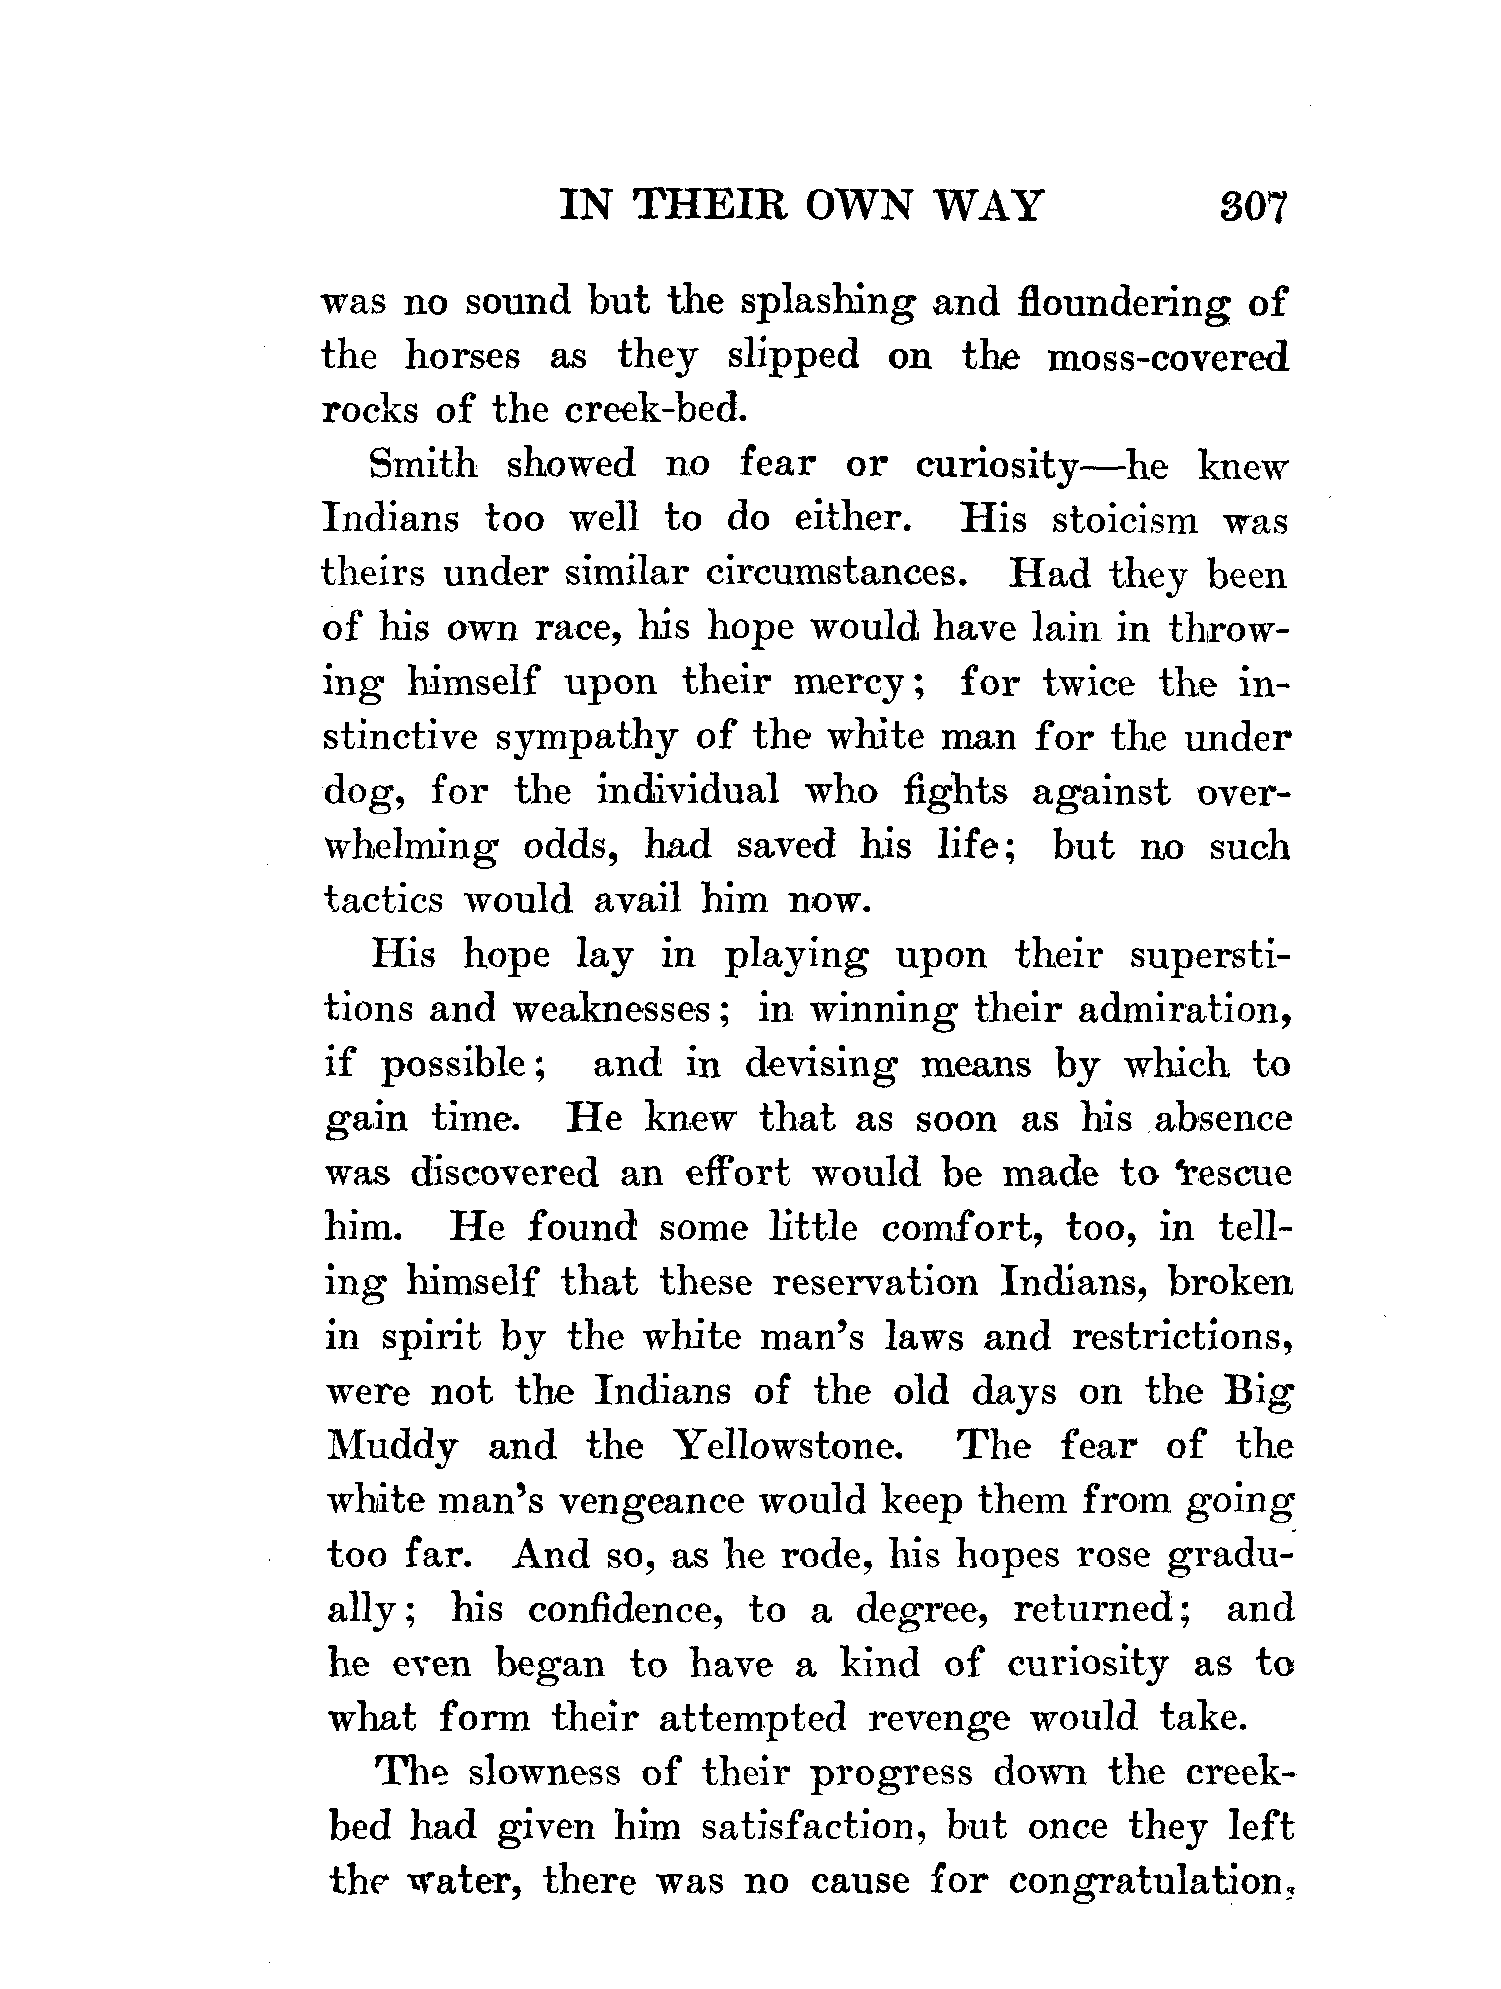 IN THEIR OWN WAY 307
was no sound but the splashing and floundering of
the horses as they slipped on the moss-covered
rocks of the creek-bed.
Smith showed no fear or curiosity—he knew
Indians too well to do either. His stoicism was
theirs under similar circumstances. Had they been
of his own race, his hope would have lain in throw-
ing himself upon their mercy; for twice the in-
stinctive sympathy of the white man for the under
dog, for the individual who fights against over-
whelming odds, had saved his life; but no such
tactics would avail him now.
His hope lay in playing upon their supersti-
tions and weaknesses; in winning their admiration,
if possible; and in devising means by which to
gain time. He knew that as soon as his absence
was discovered an effort would be made to rescue
him. He found some little comfort, too, in tell-
ing himself that these reservation Indians, broken
in spirit by the white man's laws and restrictions,
were not the Indians of the old days on the Big
Muddy and the Yellowstone. The fear of the
white man's vengeance would keep them from going
too far. And so, as he rode, his hopes rose gradu-
ally; his confidence, to a degree, returned; and
he even began to have a kind of curiosity as to
what form their attempted revenge would take.
The slowness of their progress down the creek-
bed had given him satisfaction, but once they left
the water, there was no cause for congratulation,